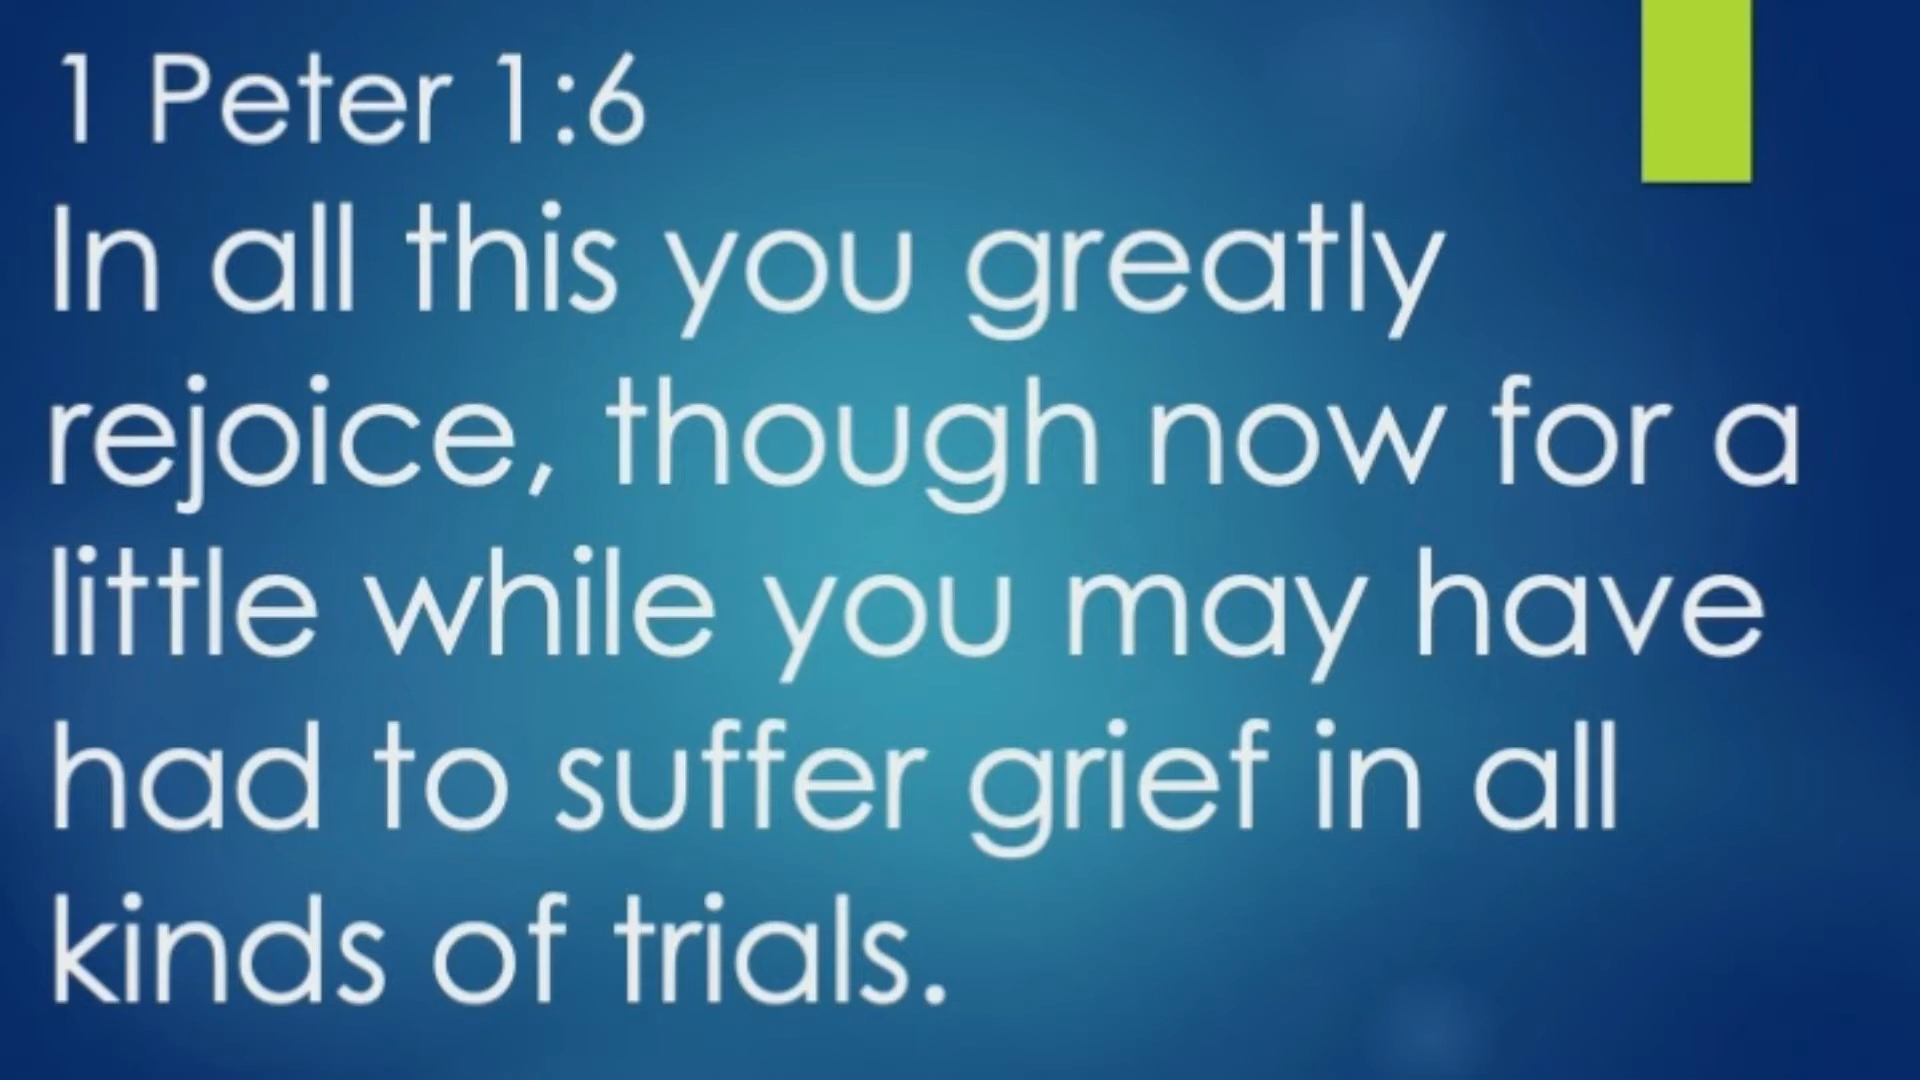 1 Peter 1:6
In all this you greatly
rejoice, though now for a
little while you may have
had to suffer grief in all
kinds of trials.